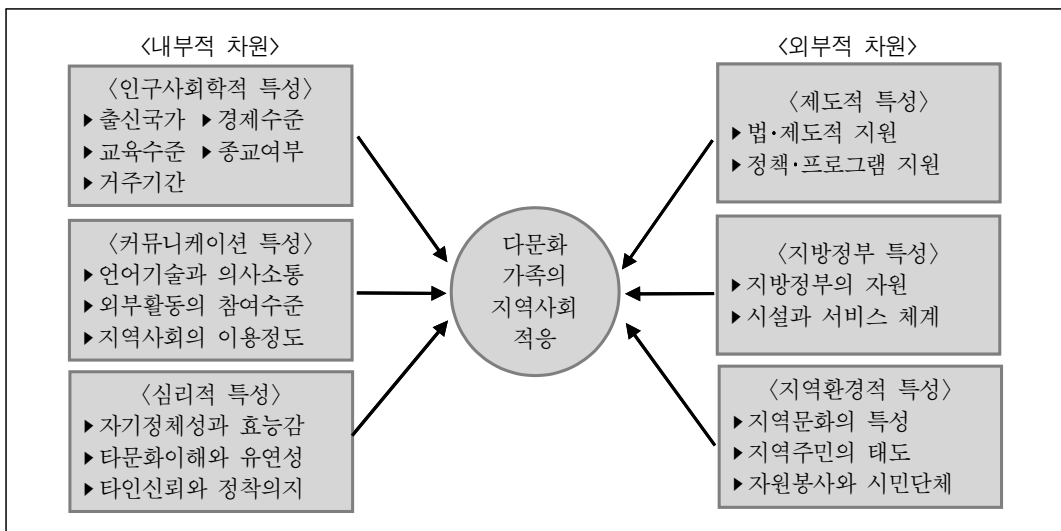 〈내부적 차원〉
〈인구사회학적 특성〉
▶출신국가 ▶경제수준
▶교육수준 ▶종교여부
▶거주기간
〈커뮤니케이션 특성〉
▶언어기술과 의사소통
▶외부활동의 참여수준
▶지역사회의 이용정도
〈심리적 특성〉
▶자기정체성과 효능감
▶타문화이해와 유연성
▶타인신뢰와 정착의지
다문화
가족의
지역사회
적응
〈외부적 차원〉
〈제도적 특성〉
▶법·제도적 지원
▶정책·프로그램 지원
〈지방정부 특성〉
▶지방정부의 자원
▶시설과 서비스 체계
〈지역환경적 특성〉
▶지역문화의 특성
▶지역주민의 태도
▶자원봉사와 시민단체